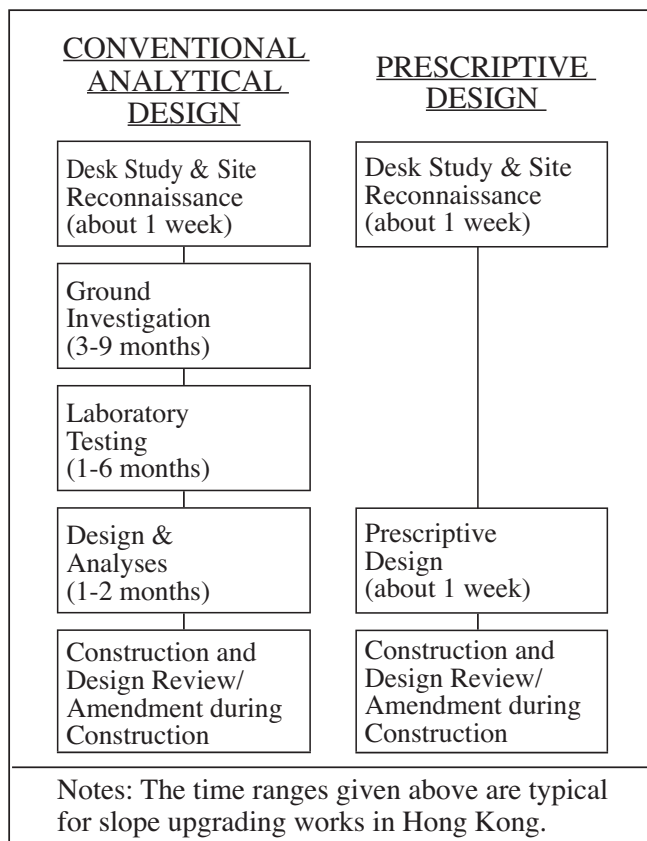 CONVENTIONAL
ANALYTICAL
DESIGN
Desk Study & Site
Reconnaissance
(about 1 week)
Ground
Investigation
(3-9 months)
Laboratory
Testing
(1-6 months)
Design &
Analyses
(1-2 months)
Construction and
Design Review/
Amendment during
Construction
PRESCRIPTIVE
DESIGN
Desk Study & Site
Reconnaissance
(about 1 week)
Prescriptive
Design
(about 1 week)
Construction and
Design Review/
Amendment during
Construction
Notes: The time ranges given above are typical
for slope upgrading works in Hong Kong.